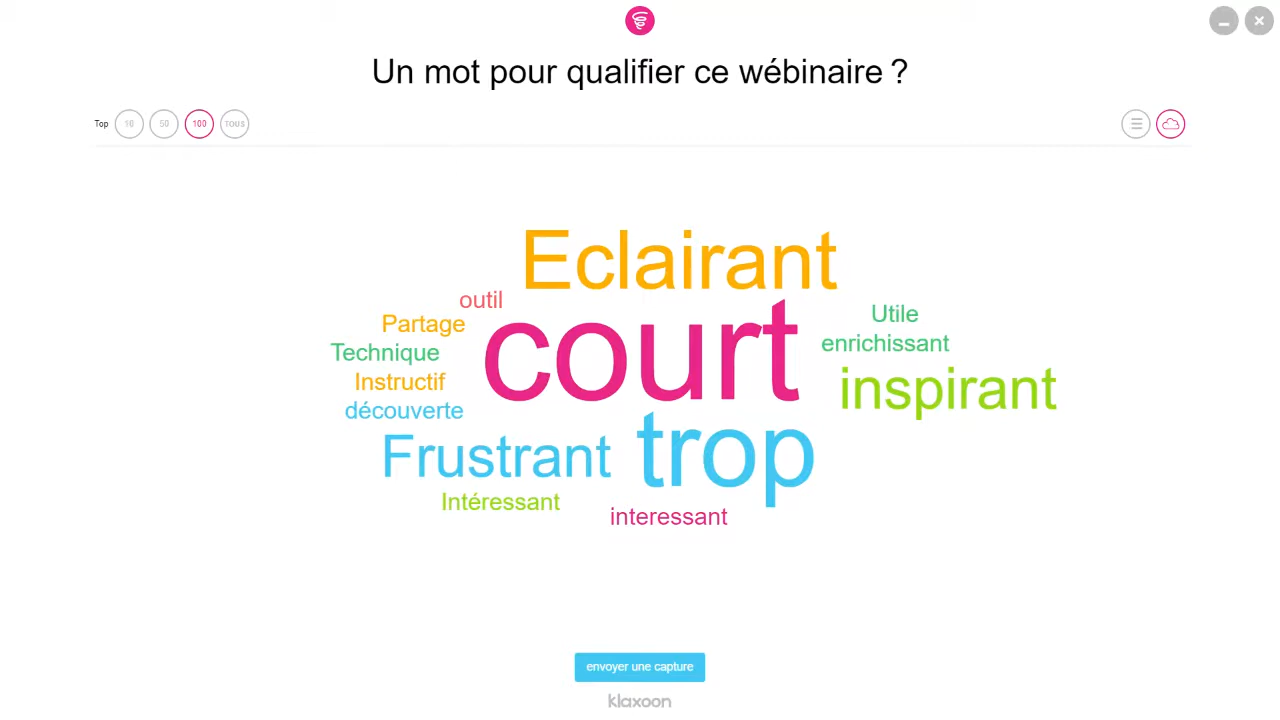 Un mot pour qualifier ce wébinaire ?
Top 10 50 100 TOUS
Eclairant
outil
Utile
Partage
court
enrichissant
Technique
Instructif
inspirant
découverte
Frustrant
trop
Intéressant
interessant
envoyer une capture
klaxoon